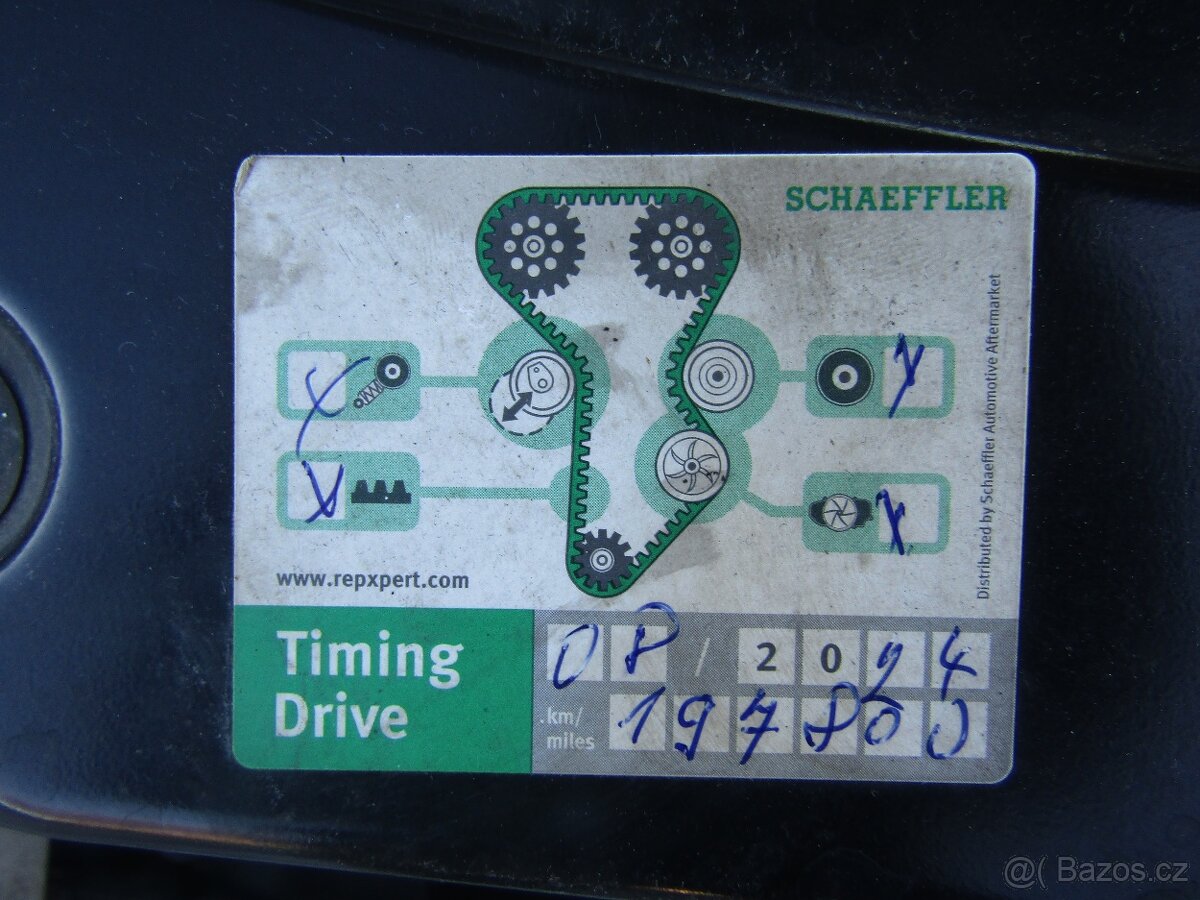 SCHAEFFLER
Distributed by Schaeffler Automotive Aftermarket
X
X
X
X
www.repxpert.com
Timing
Drive
08 / 2024
km/
miles
197800
@( Bazos.cz